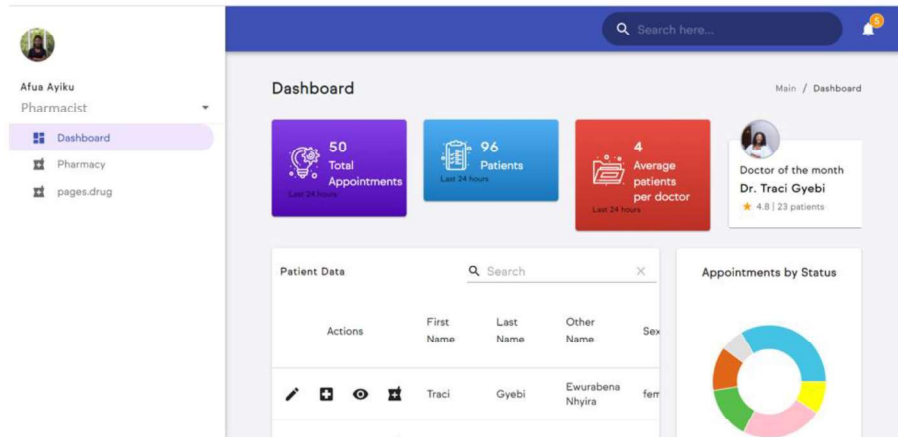 Search here...
5
Afua Ayiku
Pharmacist
Dashboard
Pharmacy
pages.drug
Dashboard
Main / Dashboard
50
Total
Appointments
Last 24 hours
96
Patients
Last 24 hours
4
Average
patients
per doctor
Last 24 hours
Doctor of the month
Dr. Traci Gyebi
4.8 | 23 patients
Patient Data
Search
Appointments by Status
Actions
First
Name
Last
Name
Other
Name
Sex
Traci
Gyebi
Ewurabena
Nhyira
fem